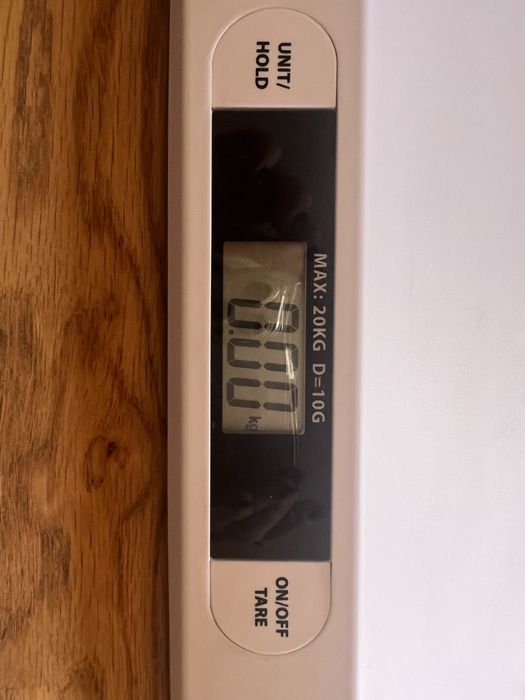 UNIT/
HOLD
MAX: 20KG D=10G
0.00 kg
ON/OFF
TARE